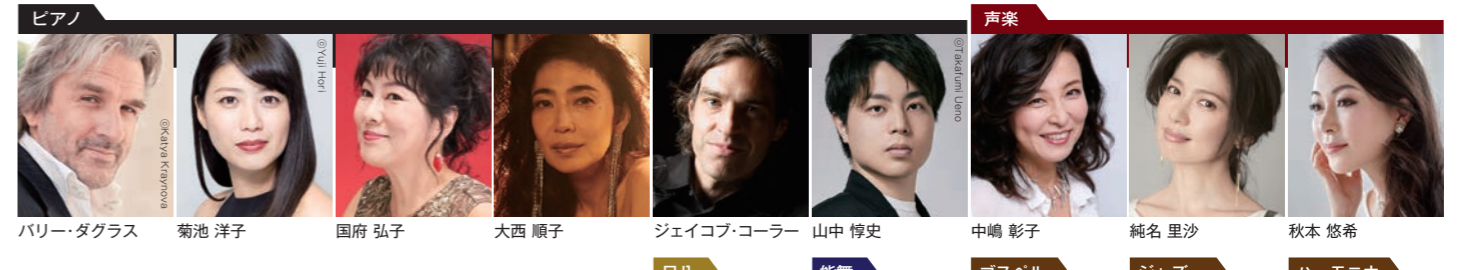 ピアノ
声楽
©Katya Kraynova
©Yuji Hori
©Takafumi Ueno
バリー・ダグラス
菊池 洋子
国府 弘子
大西 順子
ジェイコブ・コーラー
山中 惇史
中嶋 彰子
純名 里沙
秋本 悠希